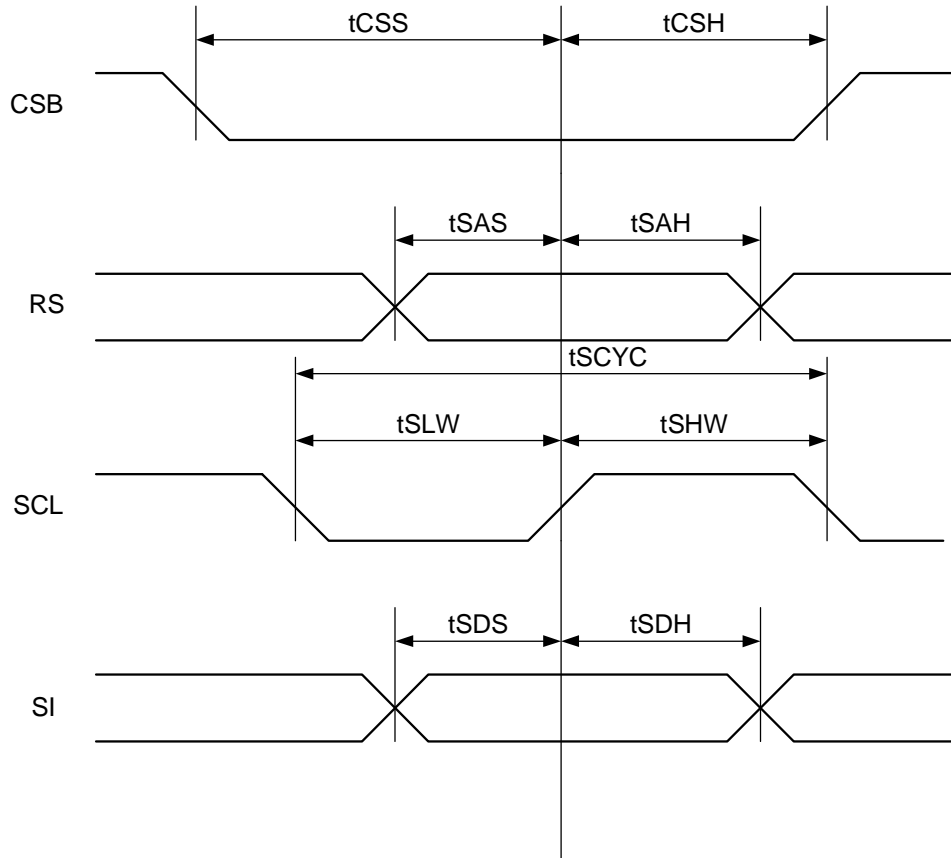 tCSS tCSH
CSB
tSAS tSAH
RS
tSCYC
tSLW tSHW
SCL
tSDS tSDH
SI